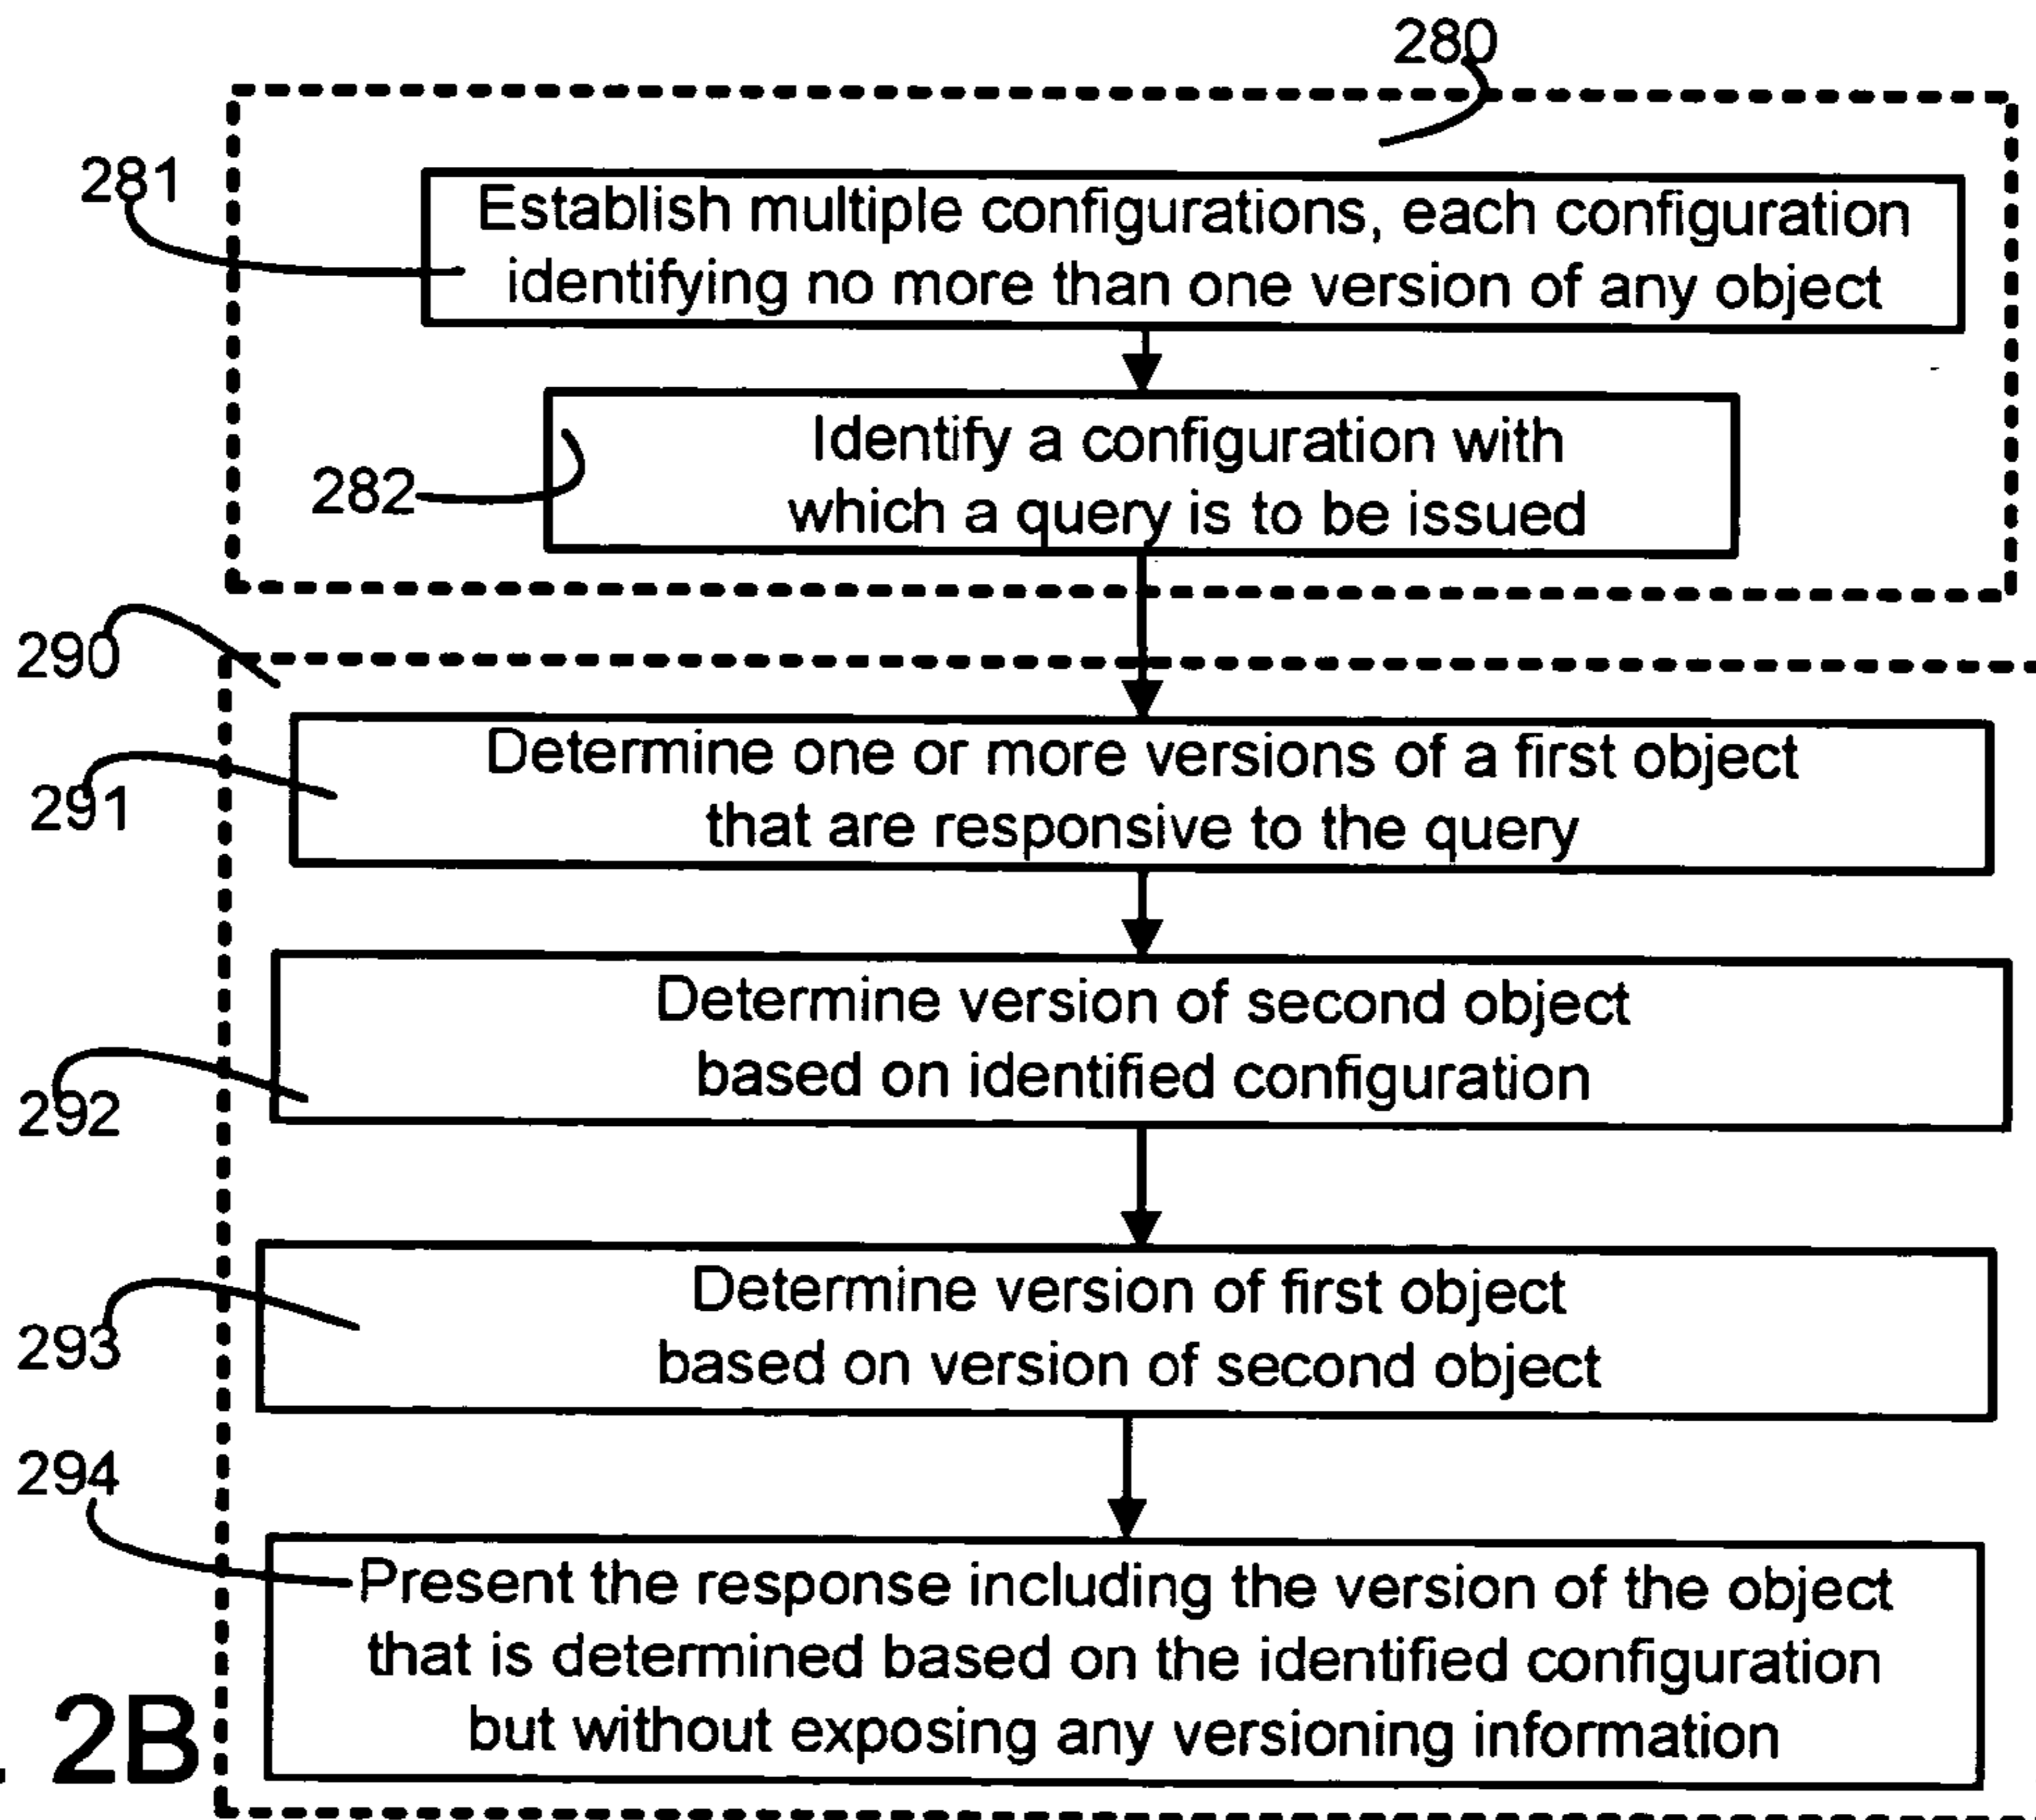 280
281
Establish multiple configurations, each configuration
identifying no more than one version of any object
282
Identify a configuration with
which a query is to be issued
290
291
Determine one or more versions of a first object
that are responsive to the query
292
Determine version of second object
based on identified configuration
293
Determine version of first object
based on version of second object
294
Present the response including the version of the object
that is determined based on the identified configuration
but without exposing any versioning information
2B